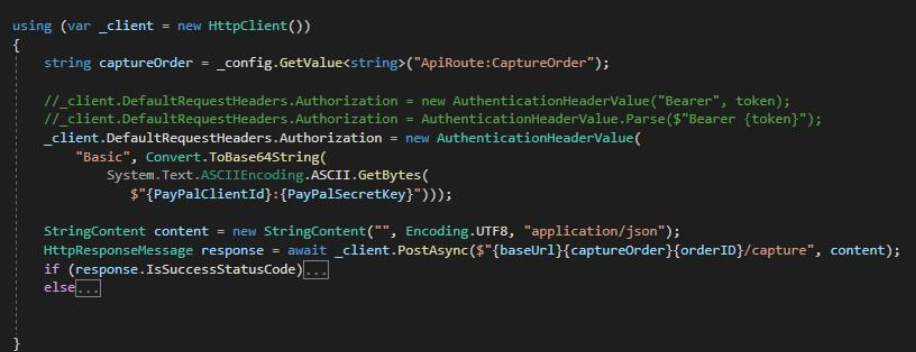 using (var _client = new HttpClient())
{
string captureOrder = _config.GetValue<string>("ApiRoute:CaptureOrder");
//_client.DefaultRequestHeaders.Authorization = new AuthenticationHeaderValue("Bearer", token);
//_client.DefaultRequestHeaders.Authorization = AuthenticationHeaderValue.Parse($"Bearer {token}");
_client.DefaultRequestHeaders.Authorization = new AuthenticationHeaderValue(
"Basic", Convert.ToBase64String(
System.Text.ASCIIEncoding.ASCII.GetBytes(
$"{PayPalClientId}:{PayPalSecretKey}")));
StringContent content = new StringContent("", Encoding.UTF8, "application/json");
HttpResponseMessage response = await _client.PostAsync($"{baseUrl}{captureOrder}{orderID}/capture", content);
if (response.IsSuccessStatusCode)...
else...
}